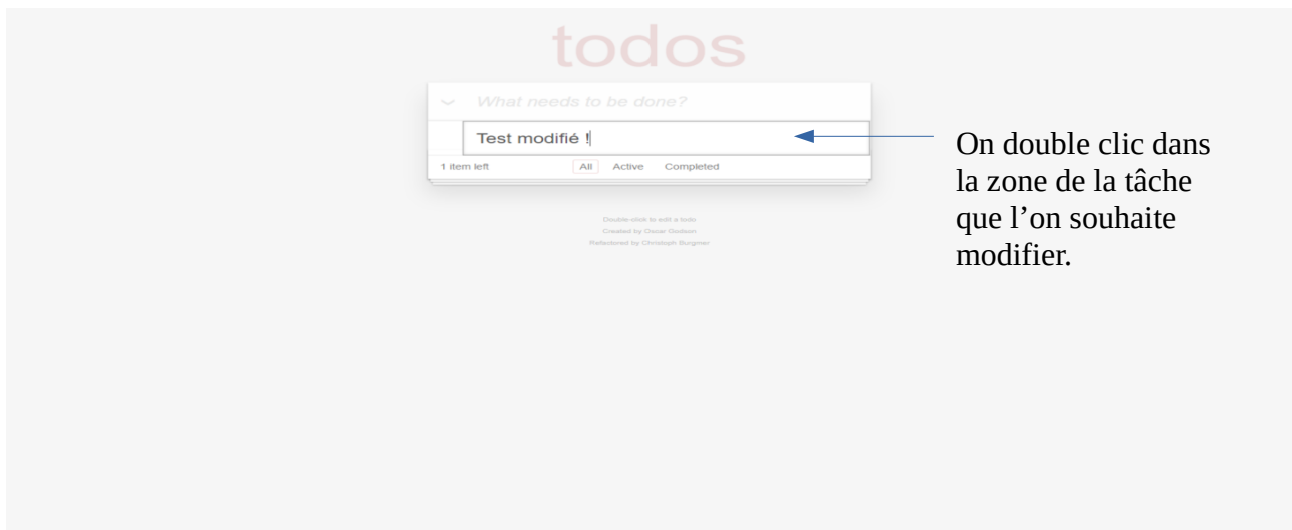 todos
What needs to be done?
Test modifié !
1 item left All Active Completed
Double-click to edit a todo
Created by Oscar Godson
Refactored by Christoph Burgmer
On double clic dans
la zone de la tâche
que l’on souhaite
modifier.